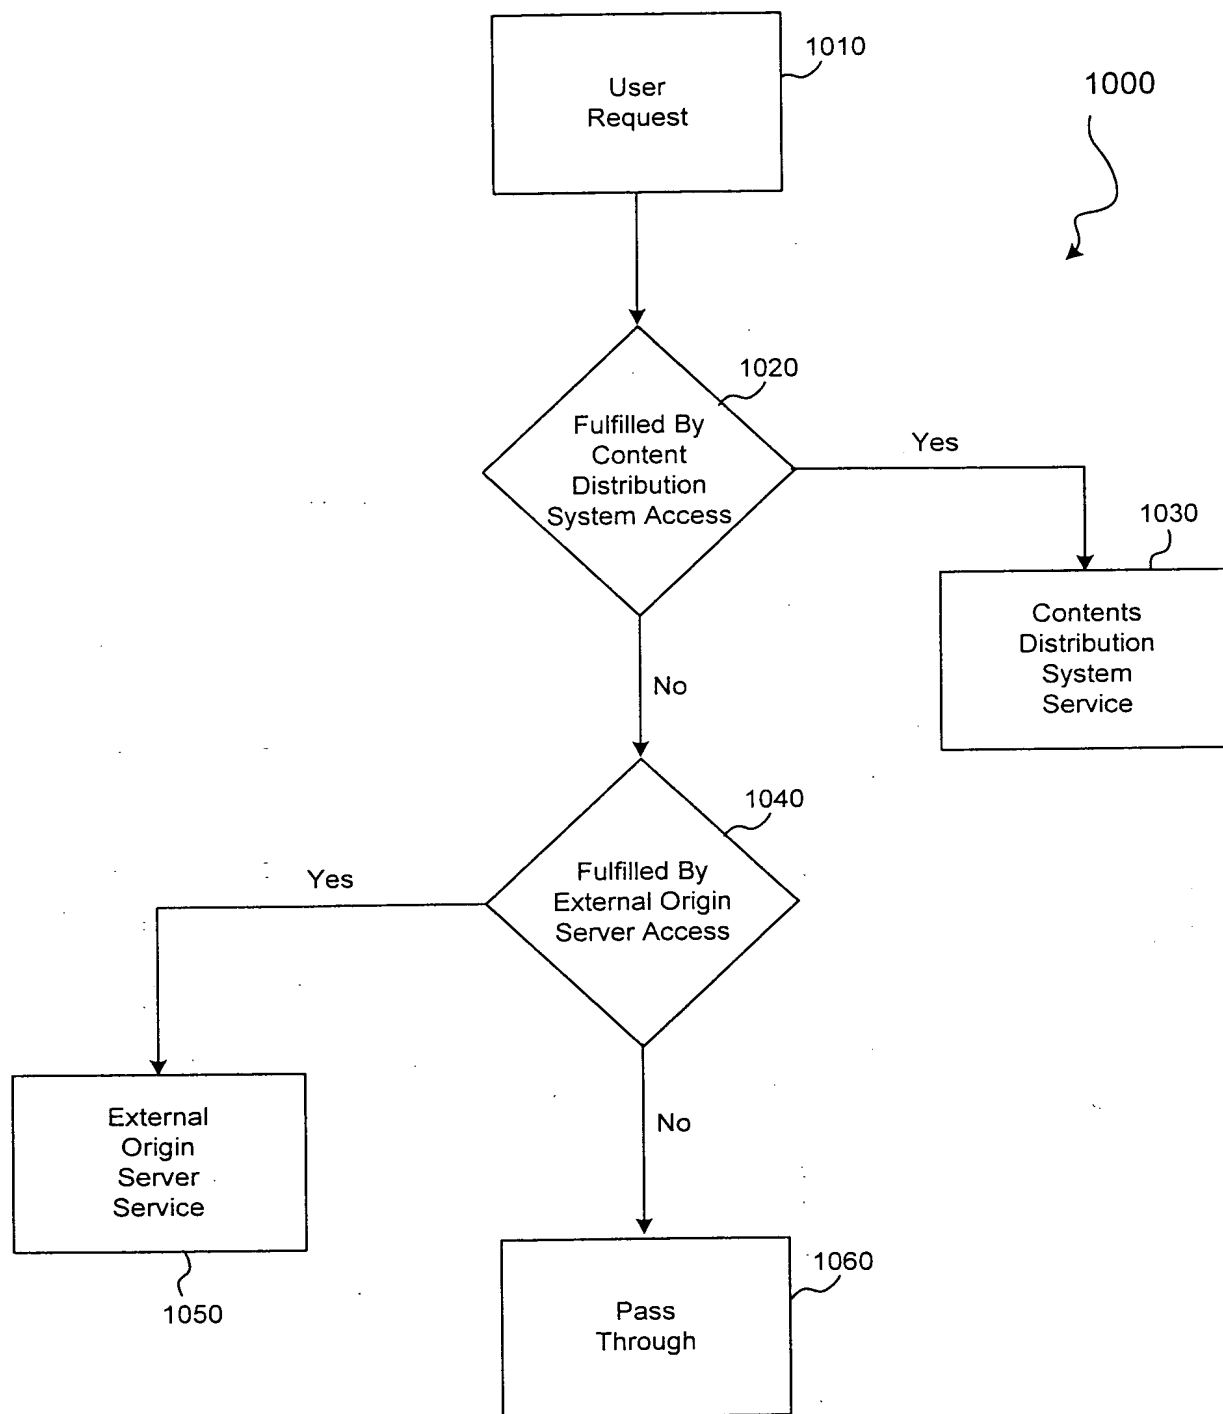 1010
User
Request
1000
1020
Fulfilled By
Content
Distribution
System Access
Yes
1030
Contents
Distribution
System
Service
No
1040
Fulfilled By
External Origin
Server Access
Yes
External
Origin
Server
Service
1050
No
1060
Pass
Through